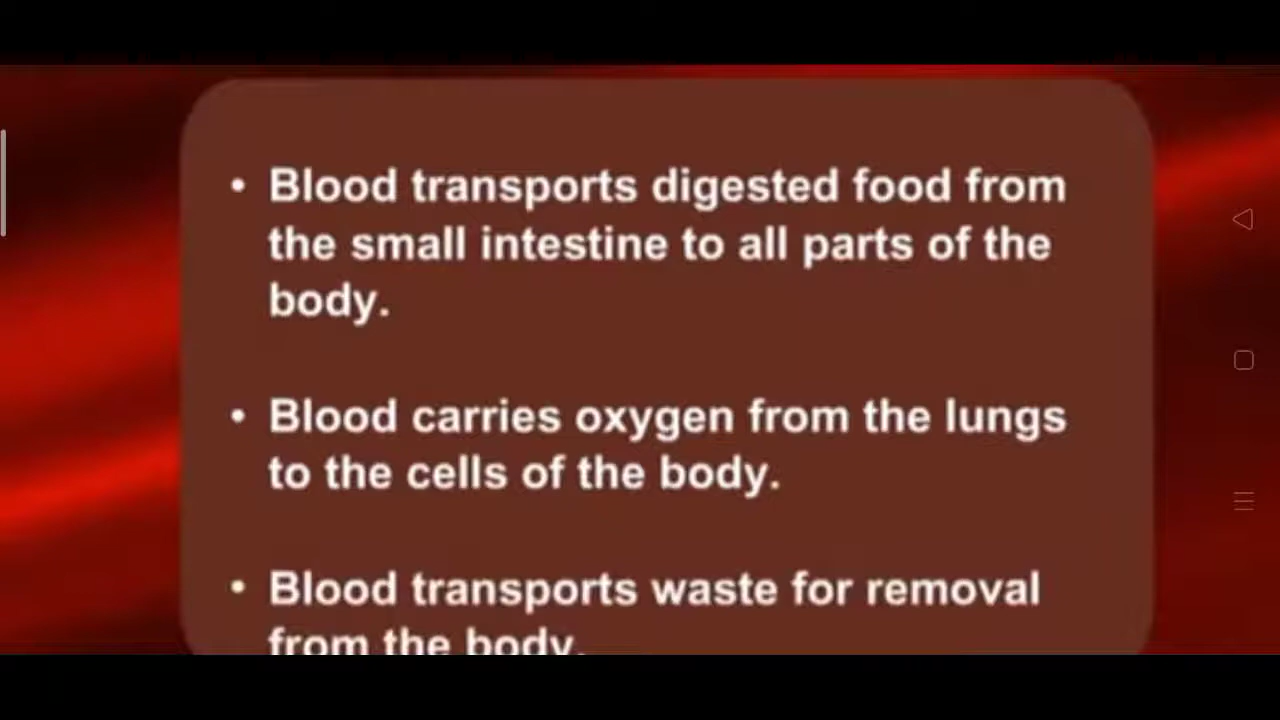 • Blood transports digested food from
the small intestine to all parts of the
body.
• Blood carries oxygen from the lungs
to the cells of the body.
• Blood transports waste for removal
from the body.